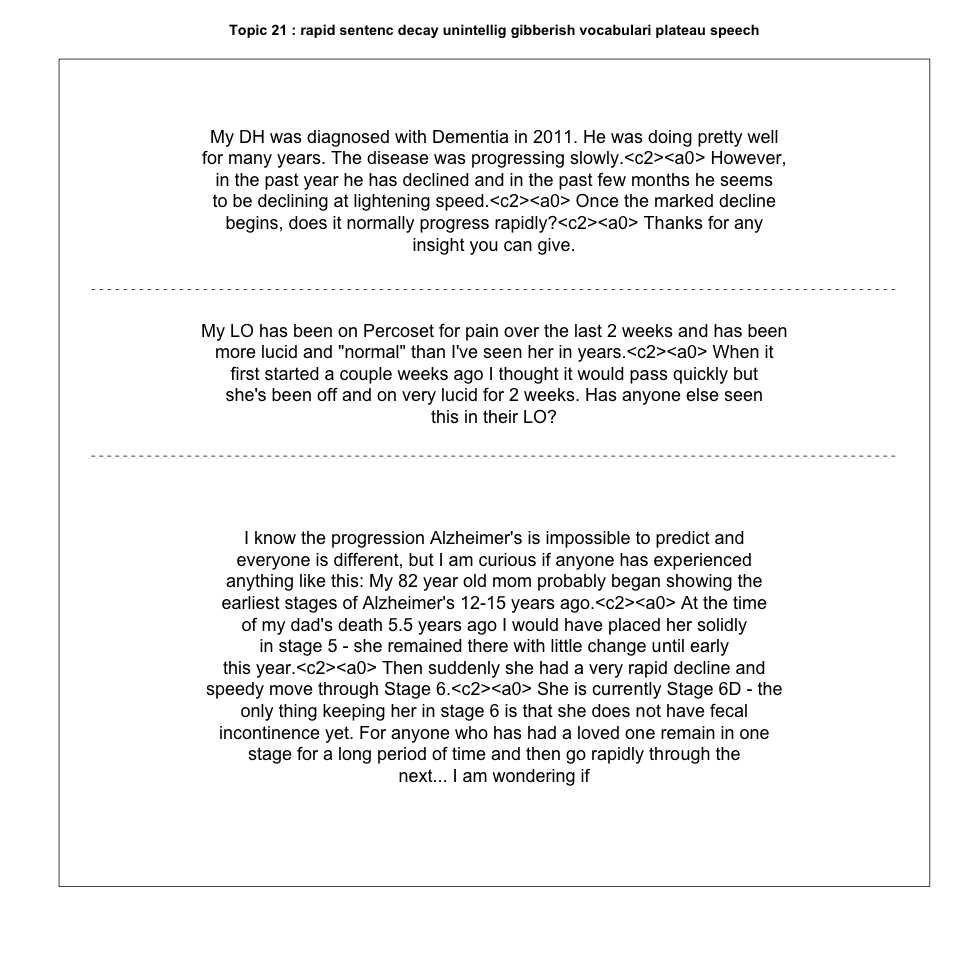 Topic 21 : rapid sentenc decay unintellig gibberish vocabulari plateau speech
My DH was diagnosed with Dementia in 2011. He was doing pretty well
for many years. The disease was progressing slowly.<c2><a0> However,
in the past year he has declined and in the past few months he seems
to be declining at lightening speed.<c2><a0> Once the marked decline
begins, does it normally progress rapidly?<c2><a0> Thanks for any
insight you can give.
My LO has been on Percoset for pain over the last 2 weeks and has been
more lucid and "normal" than I've seen her in years.<c2><a0> When it
first started a couple weeks ago I thought it would pass quickly but
she's been off and on very lucid for 2 weeks. Has anyone else seen
this in their LO?
I know the progression Alzheimer's is impossible to predict and
everyone is different, but I am curious if anyone has experienced
anything like this: My 82 year old mom probably began showing the
earliest stages of Alzheimer's 12-15 years ago.<c2><a0> At the time
of my dad's death 5.5 years ago I would have placed her solidly
in stage 5 - she remained there with little change until early
this year.<c2><a0> Then suddenly she had a very rapid decline and
speedy move through Stage 6.<c2><a0> She is currently Stage 6D - the
only thing keeping her in stage 6 is that she does not have fecal
incontinence yet. For anyone who has had a loved one remain in one
stage for a long period of time and then go rapidly through the
next... I am wondering if